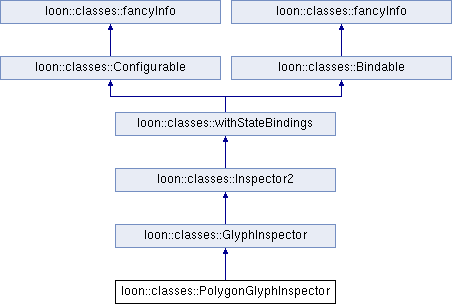 loon::classes::fancyInfo
loon::classes::fancyInfo
loon::classes::Configurable
loon::classes::Bindable
loon::classes::withStateBindings
loon::classes::Inspector2
loon::classes::GlyphInspector
loon::classes::PolygonGlyphInspector